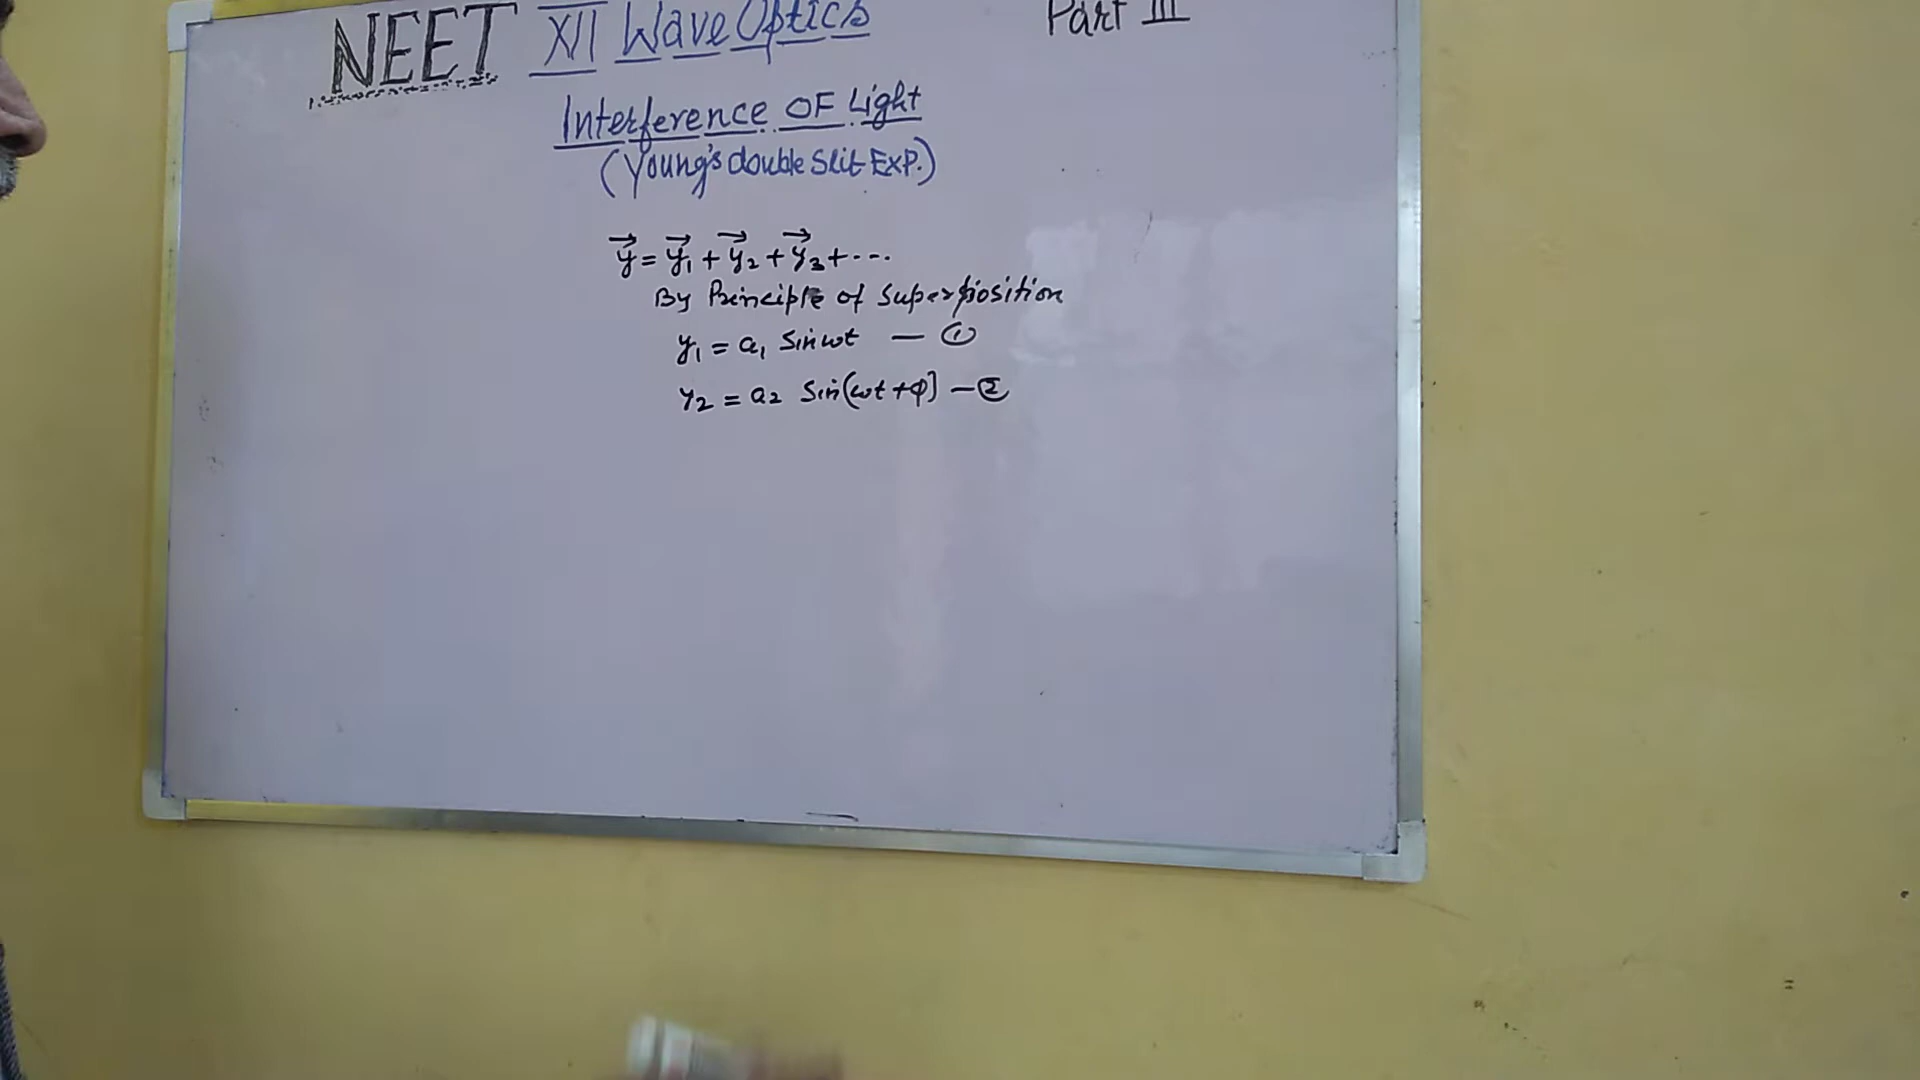 NEET XII Wave Optics Part III
Interference OF Light
(Young's double Slit EXP.)
y⃗ = y⃗₁ + y⃗₂ + y⃗₃ + ...
By Principle of Superposition
y₁ = a₁ Sin ωt — ①
y₂ = a₂ Sin(ωt + φ) — ②